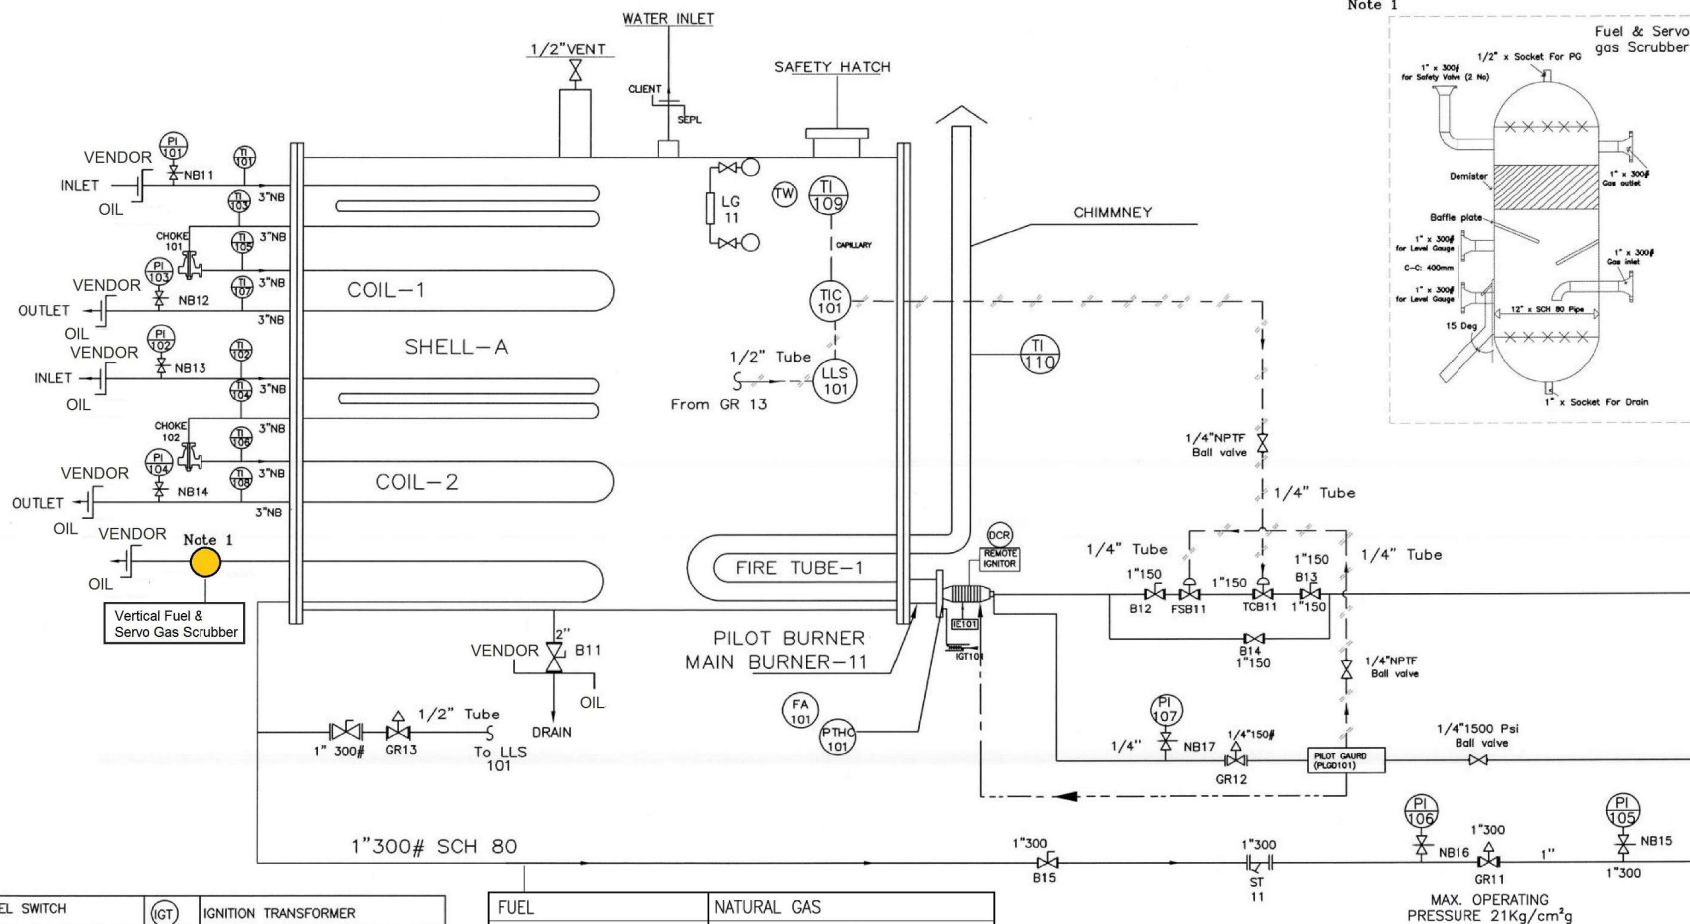 Note 1
WATER INLET
1/2"VENT
SAFETY HATCH
CLIENT
SEPL
Fuel & Servo
gas Scrubber
1/2" x Socket For PG
1" x 300#
for Safety Valve (2 No)
Demister
1" x 300#
Gas outlet
Baffle plate
1" x 300#
for Level Gauge
C-C: 400mm
1" x 300#
for Level Gauge
1" x 300#
Gas inlet
12" x SCH 80 Pipe
15 Deg
1" x Socket For Drain
VENDOR
PI
101
NB11
TI
101
INLET
OIL
3"NB
TI
103
3"NB
CHOKE
101
TI
105
3"NB
PI
103
NB12
TI
107
VENDOR
OUTLET
OIL
3"NB
COIL-1
SHELL-A
VENDOR
PI
102
NB13
TI
102
INLET
OIL
3"NB
TI
104
3"NB
CHOKE
102
TI
106
3"NB
PI
104
NB14
TI
108
VENDOR
OUTLET
OIL
3"NB
COIL-2
VENDOR
OIL
Note 1
Vertical Fuel &
Servo Gas Scrubber
LG
11
TW
TI
109
CAPILLARY
TIC
101
LLS
101
1/2" Tube
From GR 13
CHIMMNEY
TI
110
FIRE TUBE-1
DCR
REMOTE
IGNITOR
IE101
IGT101
PILOT BURNER
MAIN BURNER-11
FA
101
PTHC
101
2"
B11
VENDOR
OIL
DRAIN
1" 300#
GR13
1/2" Tube
To LLS
101
1/4"NPTF
Ball valve
1/4" Tube
1/4" Tube
1/4" Tube
1"150
B12
FSB11
1"150
TCB11
1"150
B13
1"150
B14
1"150
1/4"NPTF
Ball valve
PI
107
1/4"
NB17
1/4"150#
GR12
PILOT GAURD
(PLGD101)
1/4"1500 Psi
Ball valve
1"300# SCH 80
1"300
B15
1"300
ST
11
PI
106
NB16
1"300
GR11
1"
PI
105
NB15
1"300
MAX. OPERATING
PRESSURE 21Kg/cm²g
EL SWITCH
IGT
IGNITION TRANSFORMER
FUEL
NATURAL GAS